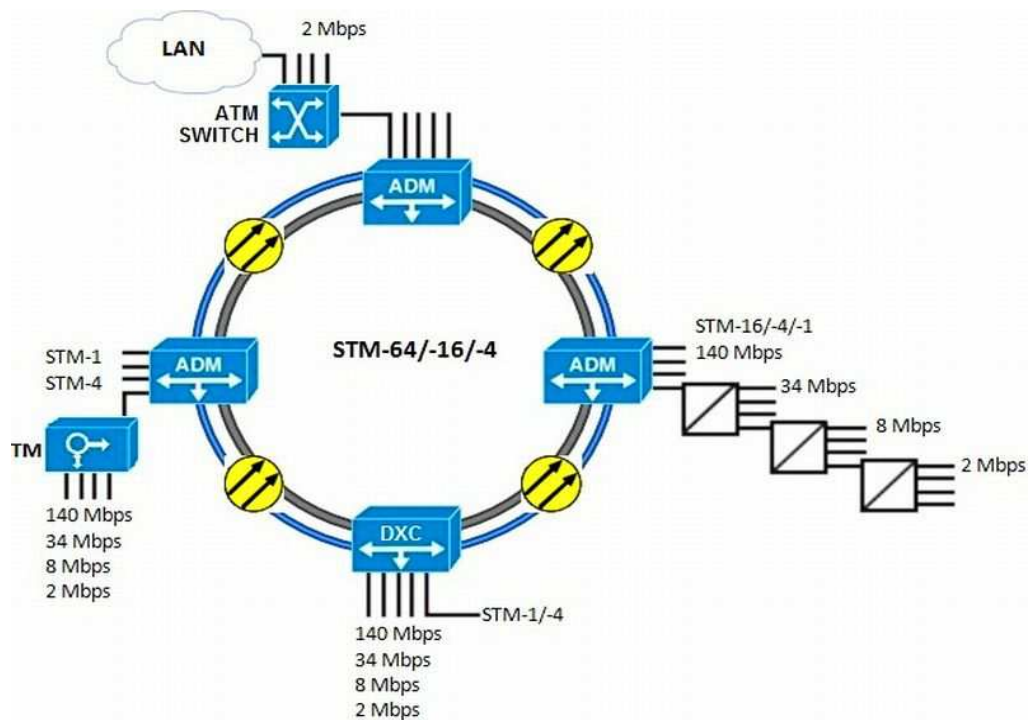 2 Mbps
LAN
ATM
SWITCH
ADM
STM-16/-4/-1
140 Mbps
STM-64/-16/-4
STM-1
STM-4
ADM
ADM
34 Mbps
8 Mbps
2 Mbps
TM
140 Mbps
34 Mbps
8 Mbps
2 Mbps
DXC
STM-1/-4
140 Mbps
34 Mbps
8 Mbps
2 Mbps